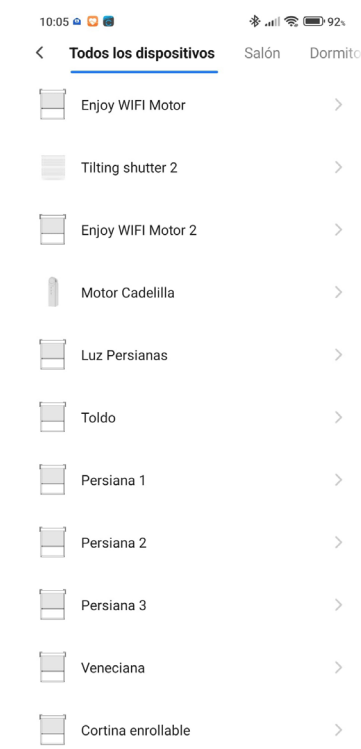 10:05 92%
Todos los dispositivos Salón Dormito
Enjoy WIFI Motor
Tilting shutter 2
Enjoy WIFI Motor 2
Motor Cadelilla
Luz Persianas
Toldo
Persiana 1
Persiana 2
Persiana 3
Veneciana
Cortina enrollable